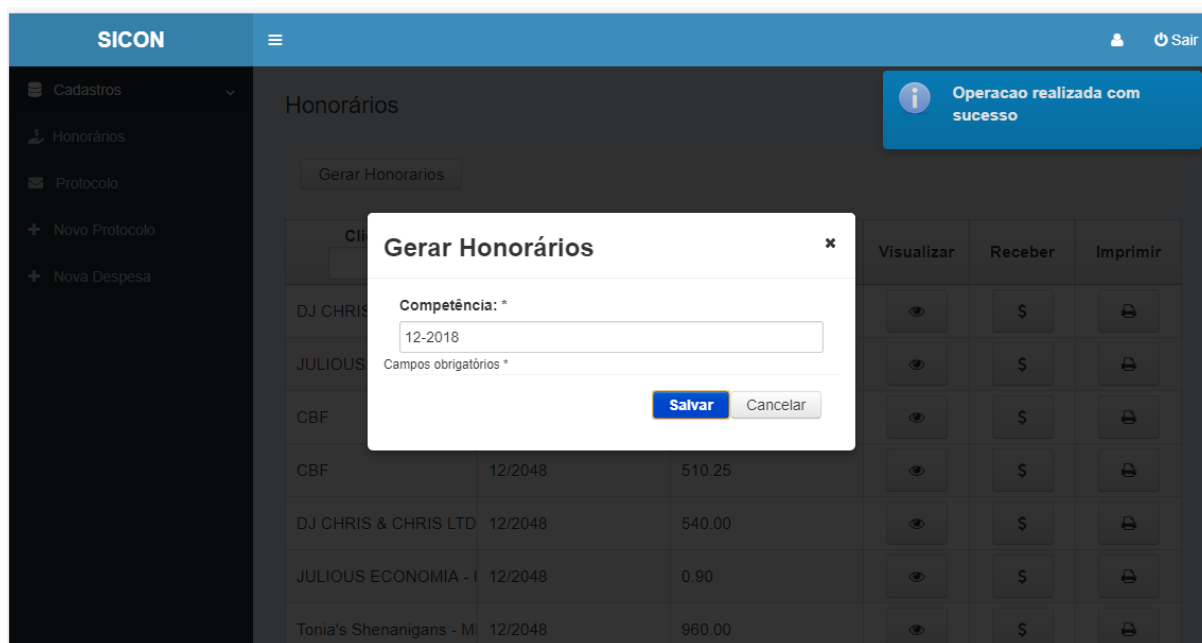 SICON
Sair
Cadastros
Honorários
Protocolo
Novo Protocolo
Nova Despesa
Honorários
Operacao realizada com
sucesso
Gerar Honorarios
Cli
Visualizar
Receber
Imprimir
Gerar Honorários
Competência: *
12-2018
Campos obrigatórios *
Salvar
Cancelar
DJ CHRIS
JULIOUS
CBF
CBF 12/2048 510.25
DJ CHRIS & CHRIS LTD 12/2048 540.00
JULIOUS ECONOMIA - 12/2048 0.90
Tonia's Shenanigans - M 12/2048 960.00